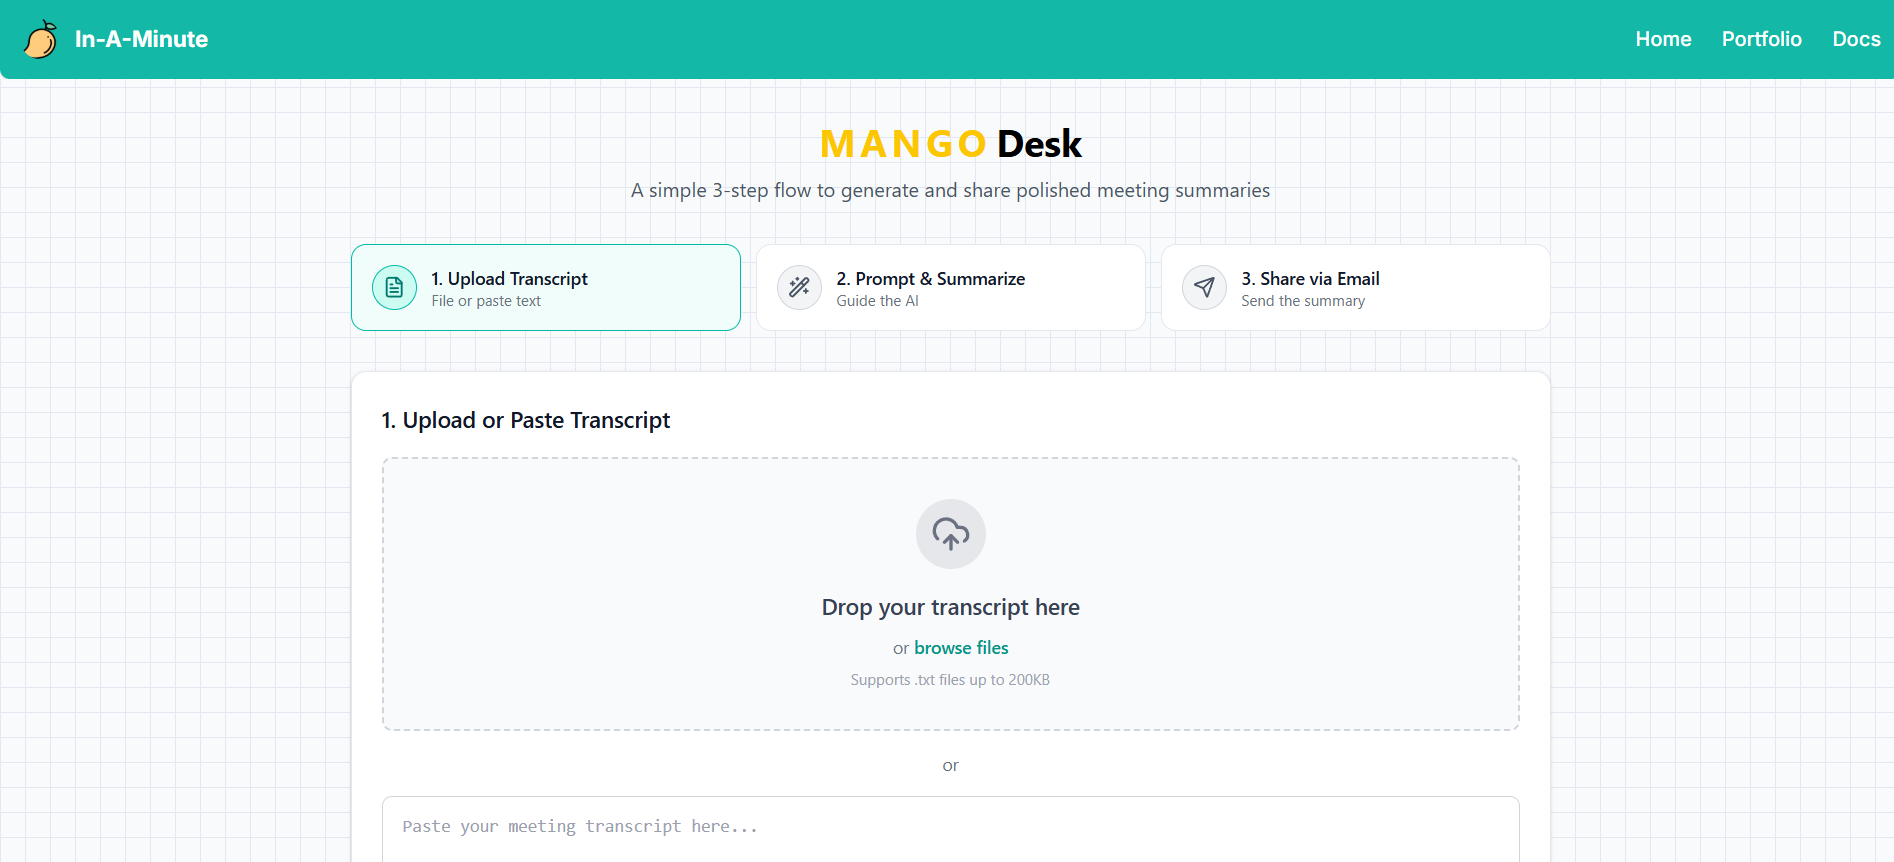 In-A-Minute
Home Portfolio Docs
MANGO Desk
A simple 3-step flow to generate and share polished meeting summaries
1. Upload Transcript
File or paste text
2. Prompt & Summarize
Guide the AI
3. Share via Email
Send the summary
1. Upload or Paste Transcript
Drop your transcript here
or browse files
Supports .txt files up to 200KB
or
Paste your meeting transcript here...